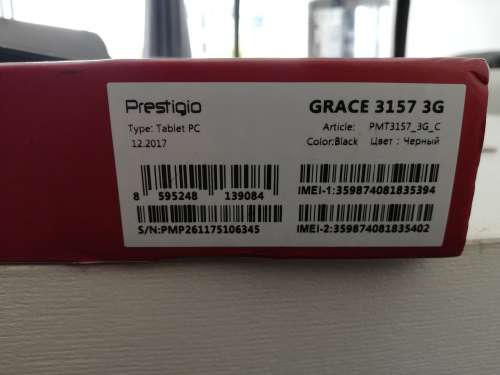 Prestigio
GRACE 3157 3G
Type: Tablet PC
Article: PMT3157_3G_C
12.2017
Color:Black Цвет : Черный
8 595248 139084
IMEI-1:359874081835394
S/N:PMP261175106345
IMEI-2:359874081835402